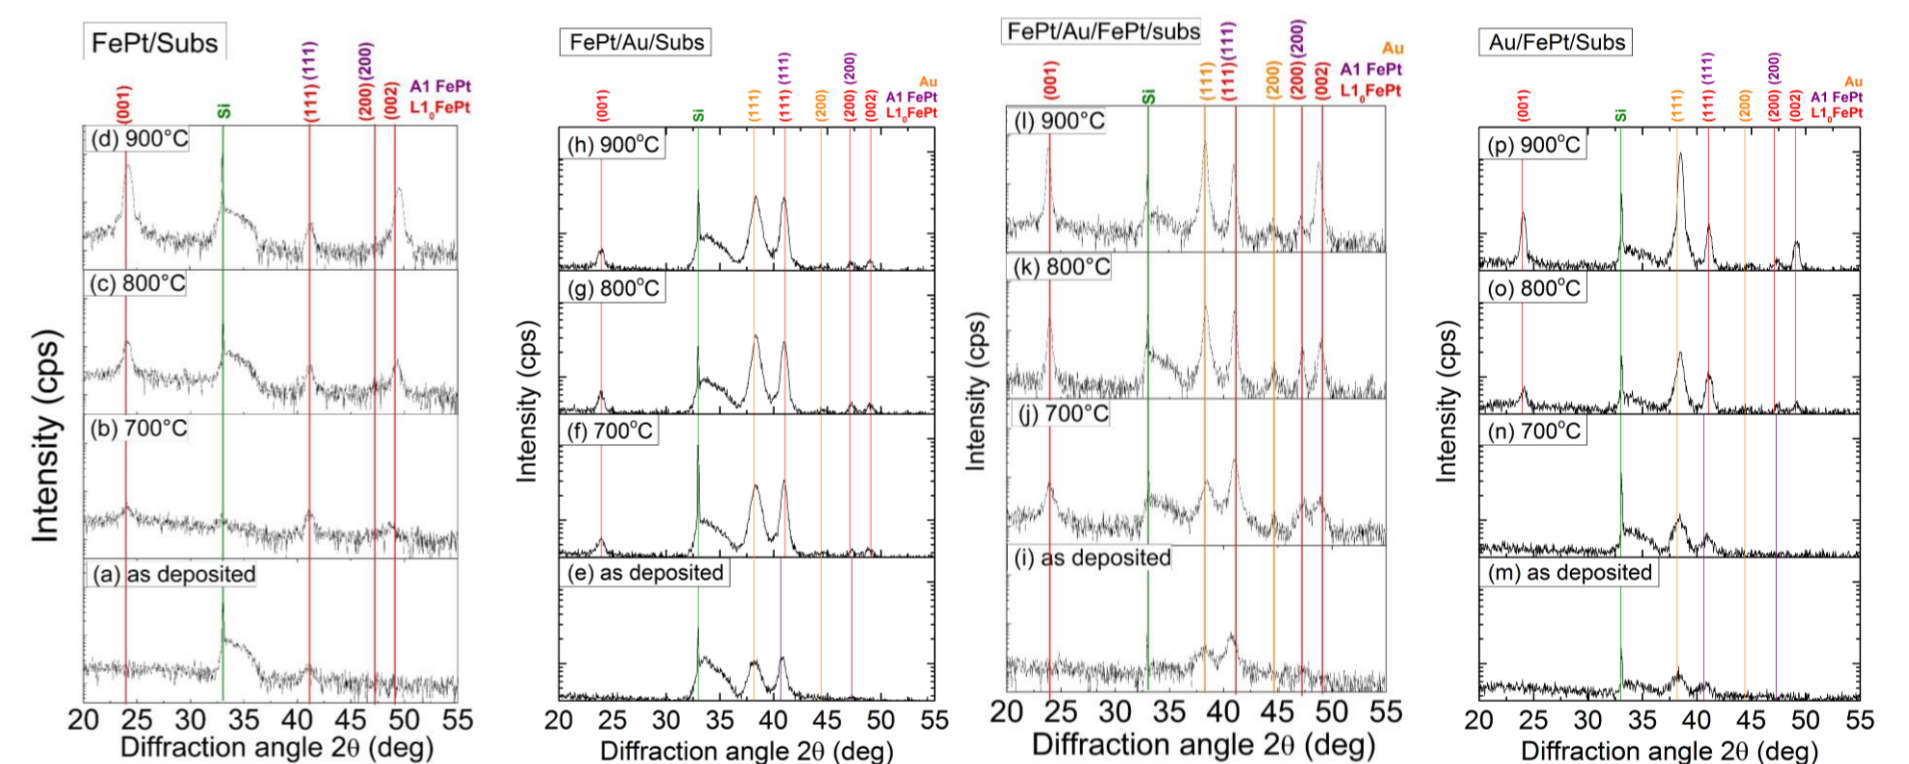 FePt/Subs
(001)
Si
(111) (111)
(200) (200)
(002)
A1 FePt
L1₀FePt
(d) 900°C
(c) 800°C
(b) 700°C
(a) as deposited
Intensity (cps)
20 25 30 35 40 45 50 55
Diffraction angle 2θ (deg)
FePt/Au/Subs
(001)
Si
(111)
(111) (111)
(200)
(200) (200)
(002)
Au
A1 FePt
L1₀FePt
(h) 900°C
(g) 800°C
(f) 700°C
(e) as deposited
Intensity (cps)
20 25 30 35 40 45 50 55
Diffraction angle 2θ (deg)
FePt/Au/FePt/subs
(001)
Si
(111)
(111) (111)
(200)
(200) (200)
(002)
Au
A1 FePt
L1₀FePt
(l) 900°C
(k) 800°C
(j) 700°C
(i) as deposited
Intensity (cps)
20 25 30 35 40 45 50 55
Diffraction angle 2θ (deg)
Au/FePt/Subs
(001)
Si
(111)
(111) (111)
(200)
(200) (200)
(002)
Au
A1 FePt
L1₀FePt
(p) 900°C
(o) 800°C
(n) 700°C
(m) as deposited
Intensity (cps)
20 25 30 35 40 45 50 55
Diffraction angle 2θ (deg)